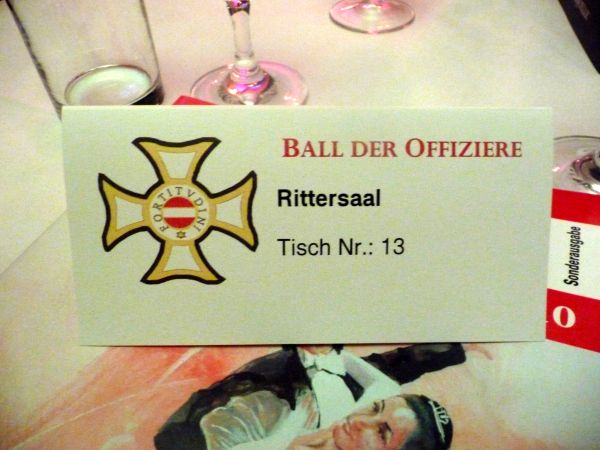 BALL DER OFFIZIERE
FORTITVDINI
Rittersaal
Tisch Nr.: 13
Sonderausgabe
O